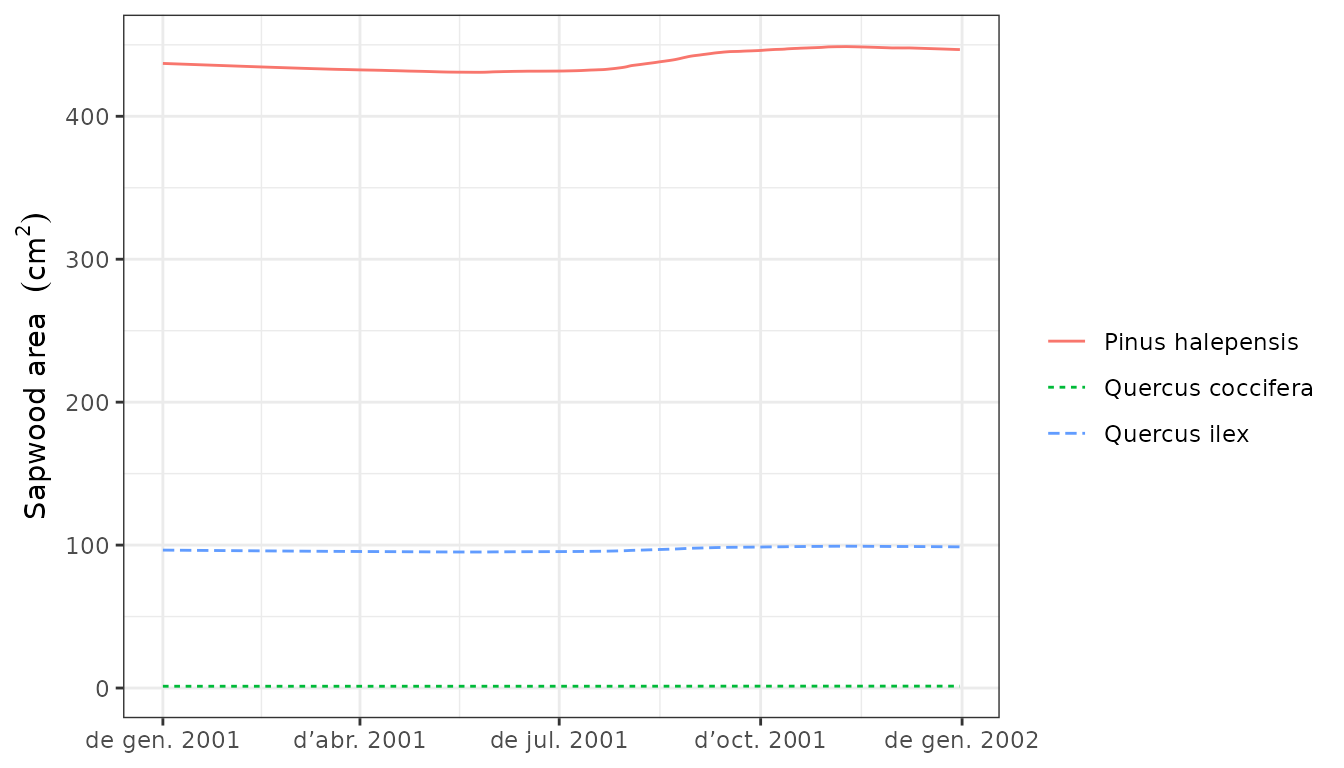 Sapwood area (cm²)
400
300
200
100
0
de gen. 2001
d’abr. 2001
de jul. 2001
d’oct. 2001
de gen. 2002
Pinus halepensis
Quercus coccifera
Quercus ilex